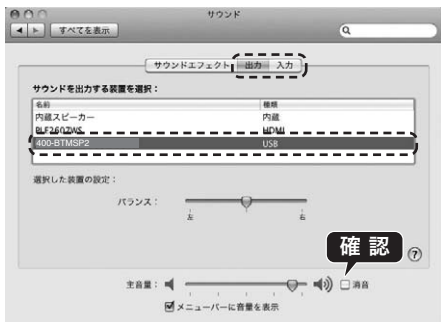 サウンド
すべてを表示
サウンドエフェクト 出力 入力
サウンドを出力する装置を選択：
名前 種類
内蔵スピーカー 内蔵
PLE2607WS HDMI
400-BTMSP2 USB
選択した装置の設定：
バランス：
左 右
確認
主音量： 消音
メニューバーに音量を表示